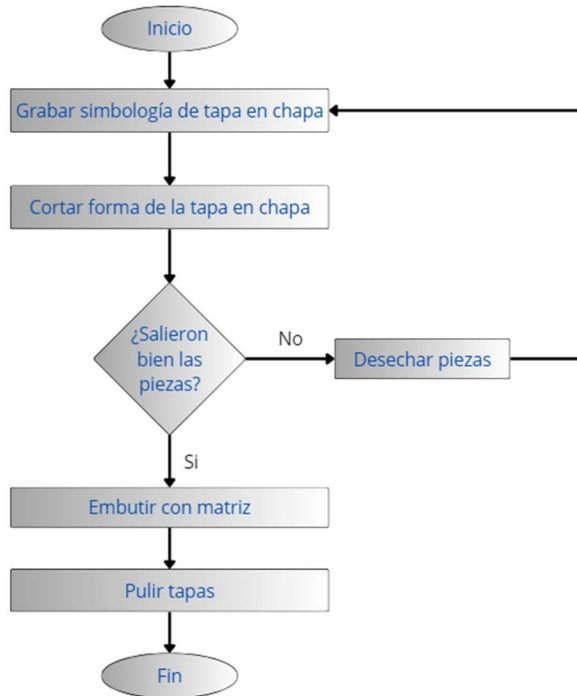 Inicio
Grabar simbología de tapa en chapa
Cortar forma de la tapa en chapa
¿Salieron
bien las
piezas?
No
Desechar piezas
Si
Embutir con matriz
Pulir tapas
Fin